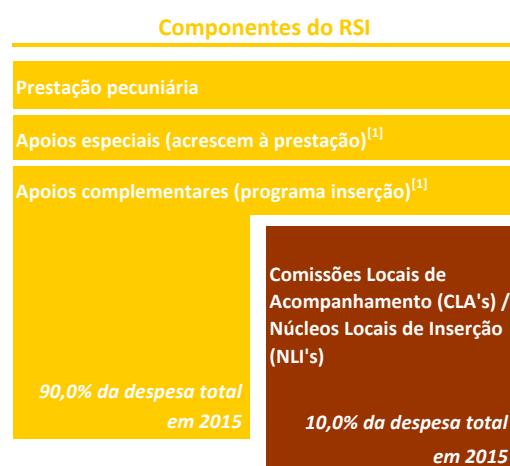 Componentes do RSI
Prestação pecuniária
Apoios especiais (acrescem à prestação)[1]
Apoios complementares (programa inserção)[1]
Comissões Locais de
Acompanhamento (CLA's) /
Núcleos Locais de Inserção
(NLI's)
90,0% da despesa total
em 2015
10,0% da despesa total
em 2015